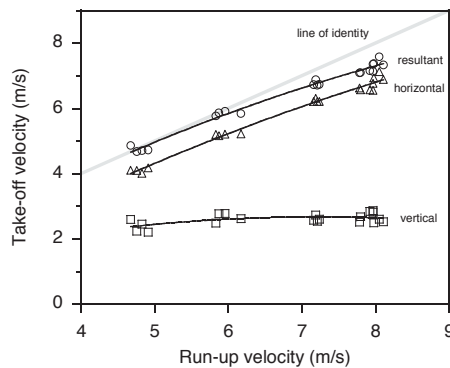 line of identity
8
resultant
horizontal
6
Take-off velocity (m/s)
4
vertical
2
0
4 5 6 7 8 9
Run-up velocity (m/s)